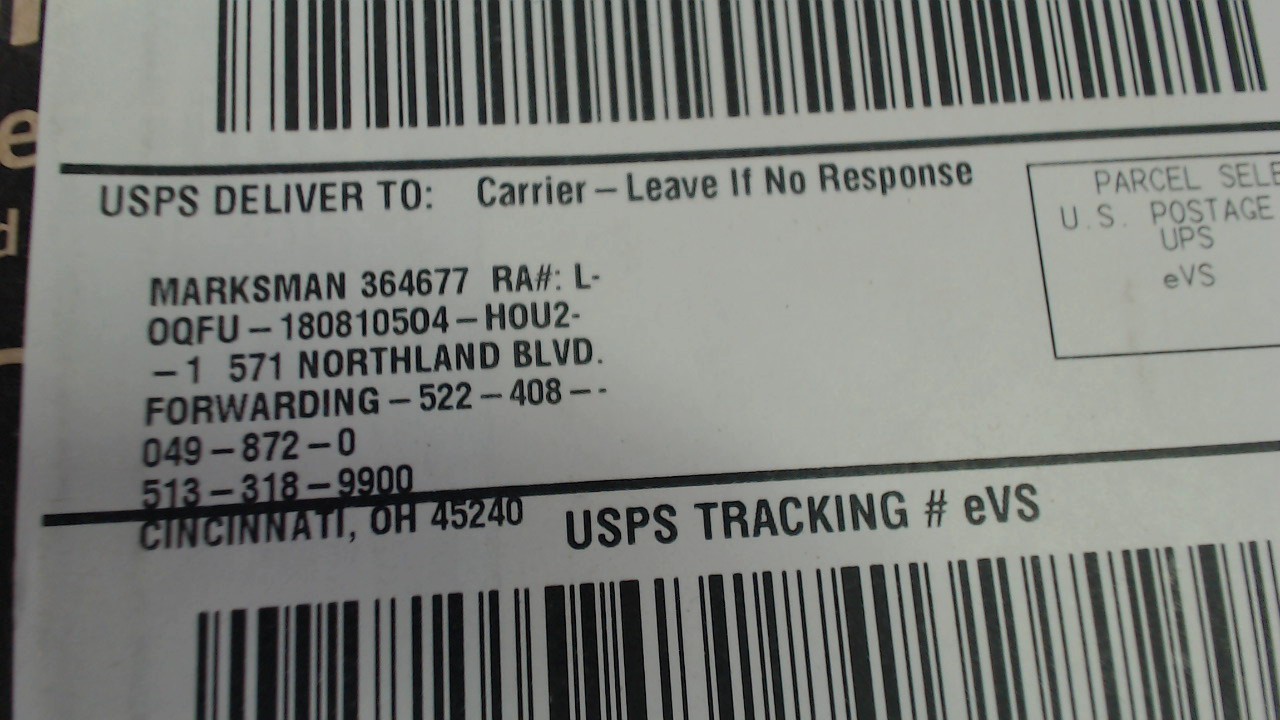 USPS DELIVER TO: Carrier – Leave If No Response
PARCEL SELE
U.S. POSTAGE
UPS
eVS
MARKSMAN 364677 RA#: L-
OQFU – 180810504 – HOU2-
– 1 571 NORTHLAND BLVD.
FORWARDING – 522 – 408 – -
049 – 872 – 0
513 – 318 – 9900
CINCINNATI, OH 45240
USPS TRACKING # eVS
e
d